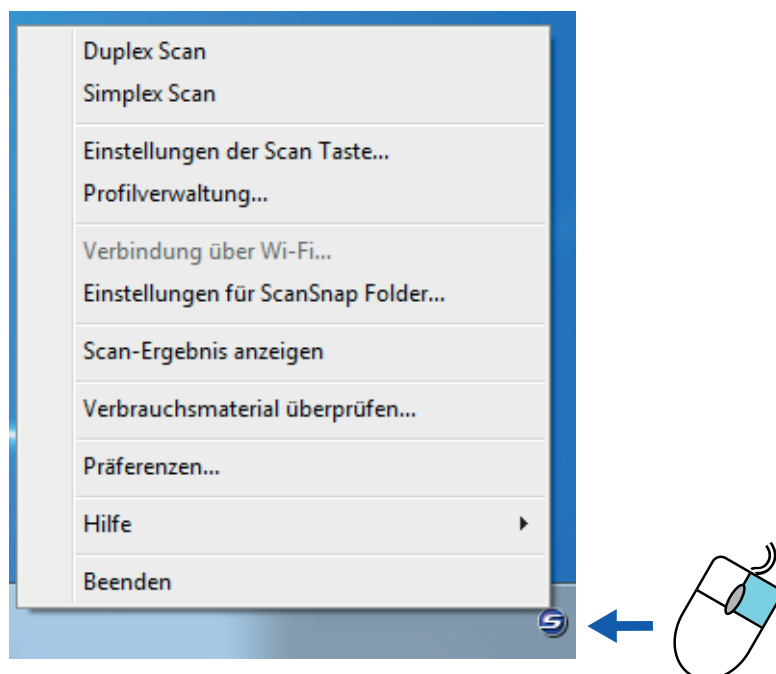 Duplex Scan
Simplex Scan
Einstellungen der Scan Taste...
Profilverwaltung...
Verbindung über Wi-Fi...
Einstellungen für ScanSnap Folder...
Scan-Ergebnis anzeigen
Verbrauchsmaterial überprüfen...
Präferenzen...
Hilfe
Beenden